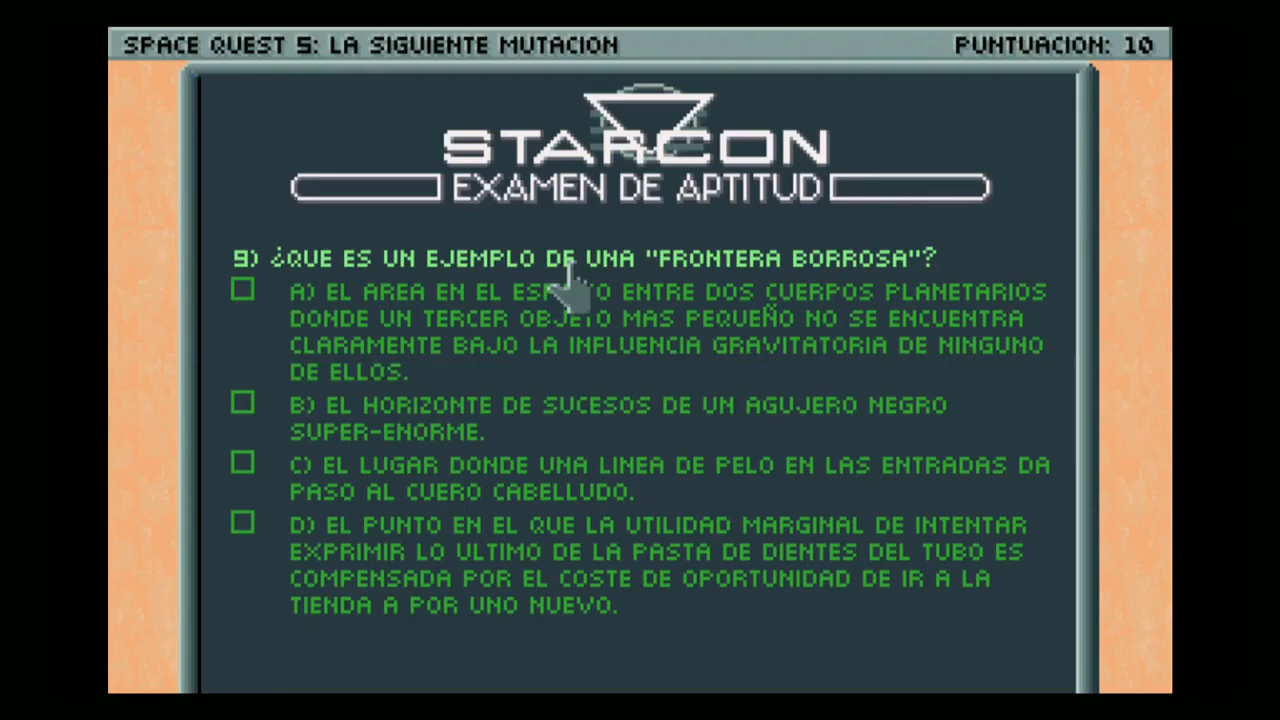 SPACE QUEST 5: LA SIGUIENTE MUTACION PUNTUACION: 10
STARCON
EXAMEN DE APTITUD
9) ¿QUE ES UN EJEMPLO DE UNA "FRONTERA BORROSA"?
A) EL AREA EN EL ESPACIO ENTRE DOS CUERPOS PLANETARIOS
DONDE UN TERCER OBJETO MAS PEQUEÑO NO SE ENCUENTRA
CLARAMENTE BAJO LA INFLUENCIA GRAVITATORIA DE NINGUNO
DE ELLOS.
B) EL HORIZONTE DE SUCESOS DE UN AGUJERO NEGRO
SUPER-ENORME.
C) EL LUGAR DONDE UNA LINEA DE PELO EN LAS ENTRADAS DA
PASO AL CUERO CABELLUDO.
D) EL PUNTO EN EL QUE LA UTILIDAD MARGINAL DE INTENTAR
EXPRIMIR LO ULTIMO DE LA PASTA DE DIENTES DEL TUBO ES
COMPENSADA POR EL COSTE DE OPORTUNIDAD DE IR A LA
TIENDA A POR UNO NUEVO.